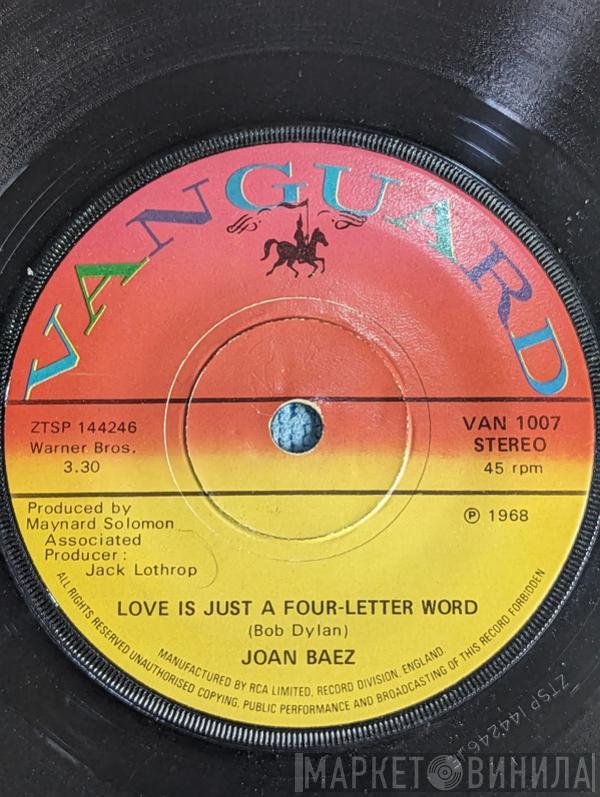 VANGUARD
ZTSP 144246
Warner Bros.
3.30
VAN 1007
STEREO
45 rpm
Produced by
Maynard Solomon
Associated
Producer :
Jack Lothrop
℗ 1968
LOVE IS JUST A FOUR-LETTER WORD
(Bob Dylan)
JOAN BAEZ
MANUFACTURED BY RCA LIMITED, RECORD DIVISION, ENGLAND.
ALL RIGHTS RESERVED UNAUTHORISED COPYING, PUBLIC PERFORMANCE AND BROADCASTING OF THIS RECORD FORBIDDEN
ZTSP 144246
МАРКЕТ ВИНИЛА